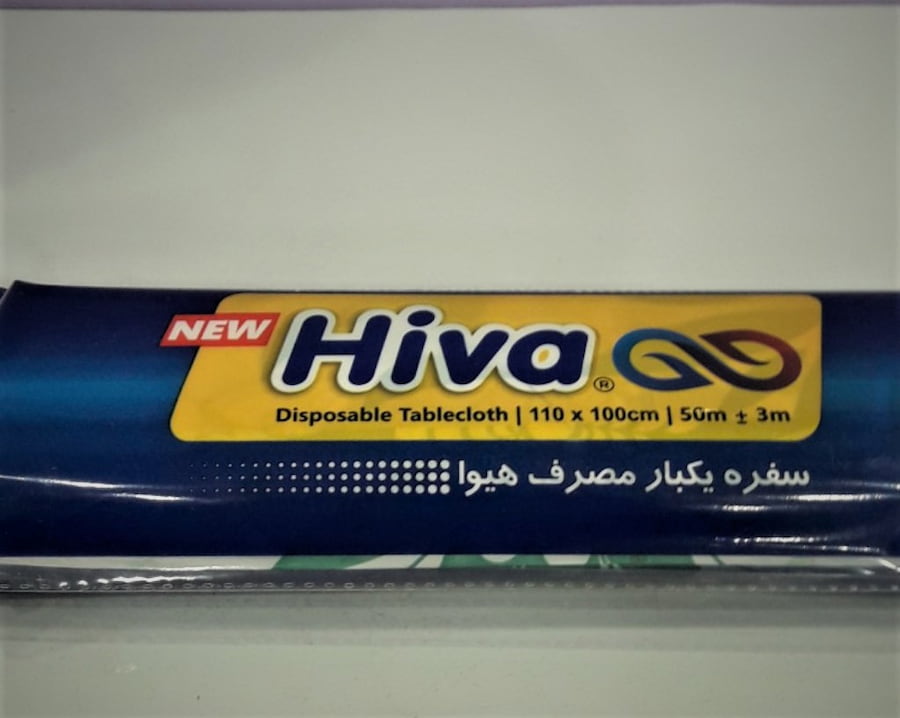 NEW
Hiva®
Disposable Tablecloth | 110 x 100cm | 50m ± 3m
سفره یکبار مصرف هیوا